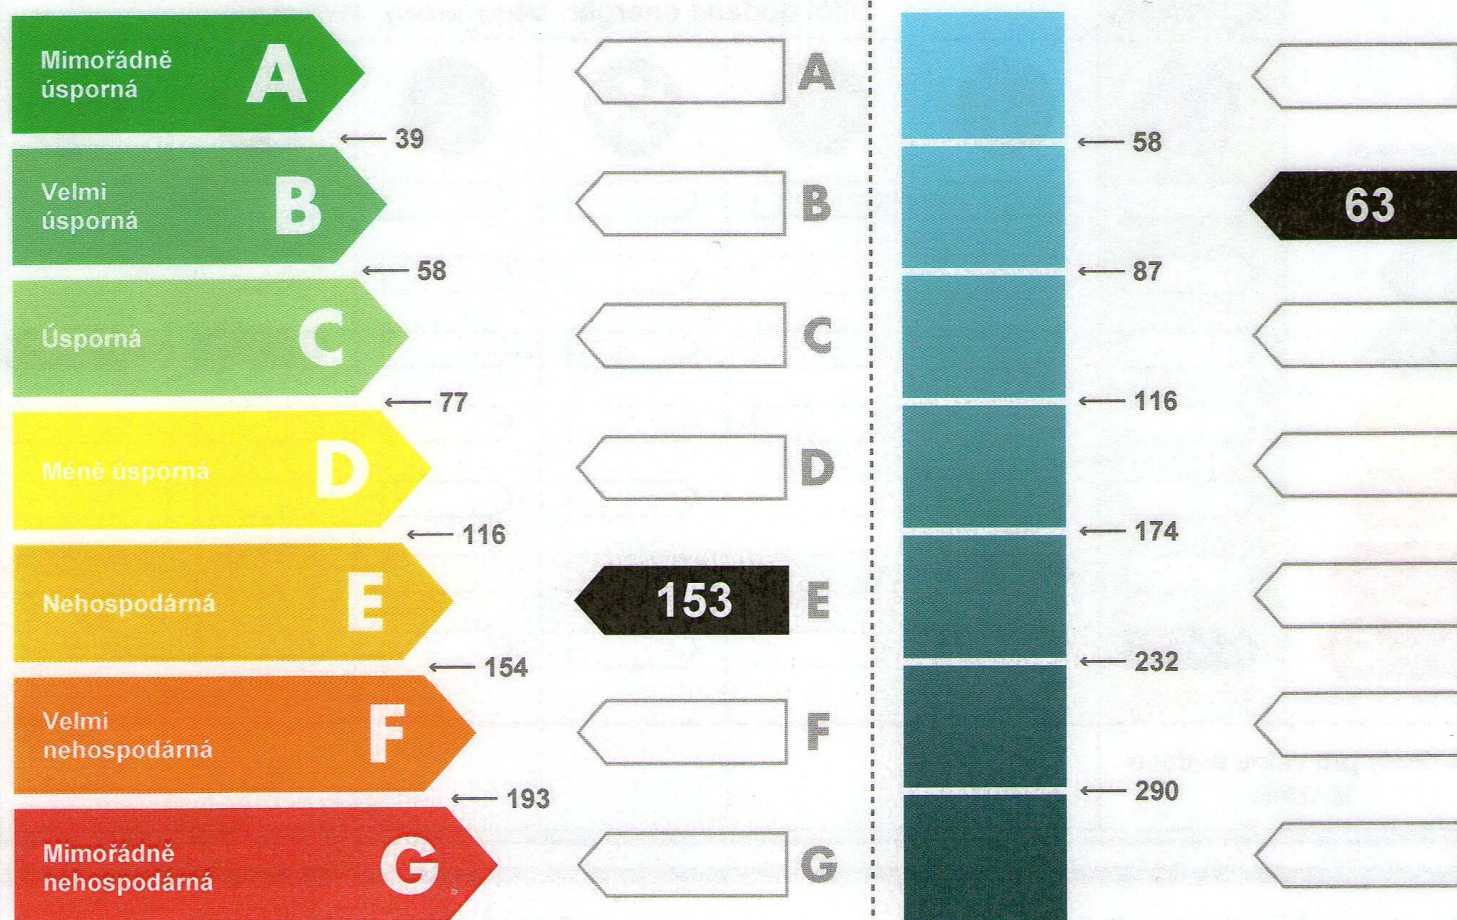 Mimořádně
úsporná
A
A
39
58
Velmi
úsporná
B
B
63
58
87
Úsporná
C
C
77
116
Méně úsporná
D
D
116
174
Nehospodárná
E
153
E
154
232
Velmi
nehospodárná
F
F
193
290
Mimořádně
nehospodárná
G
G